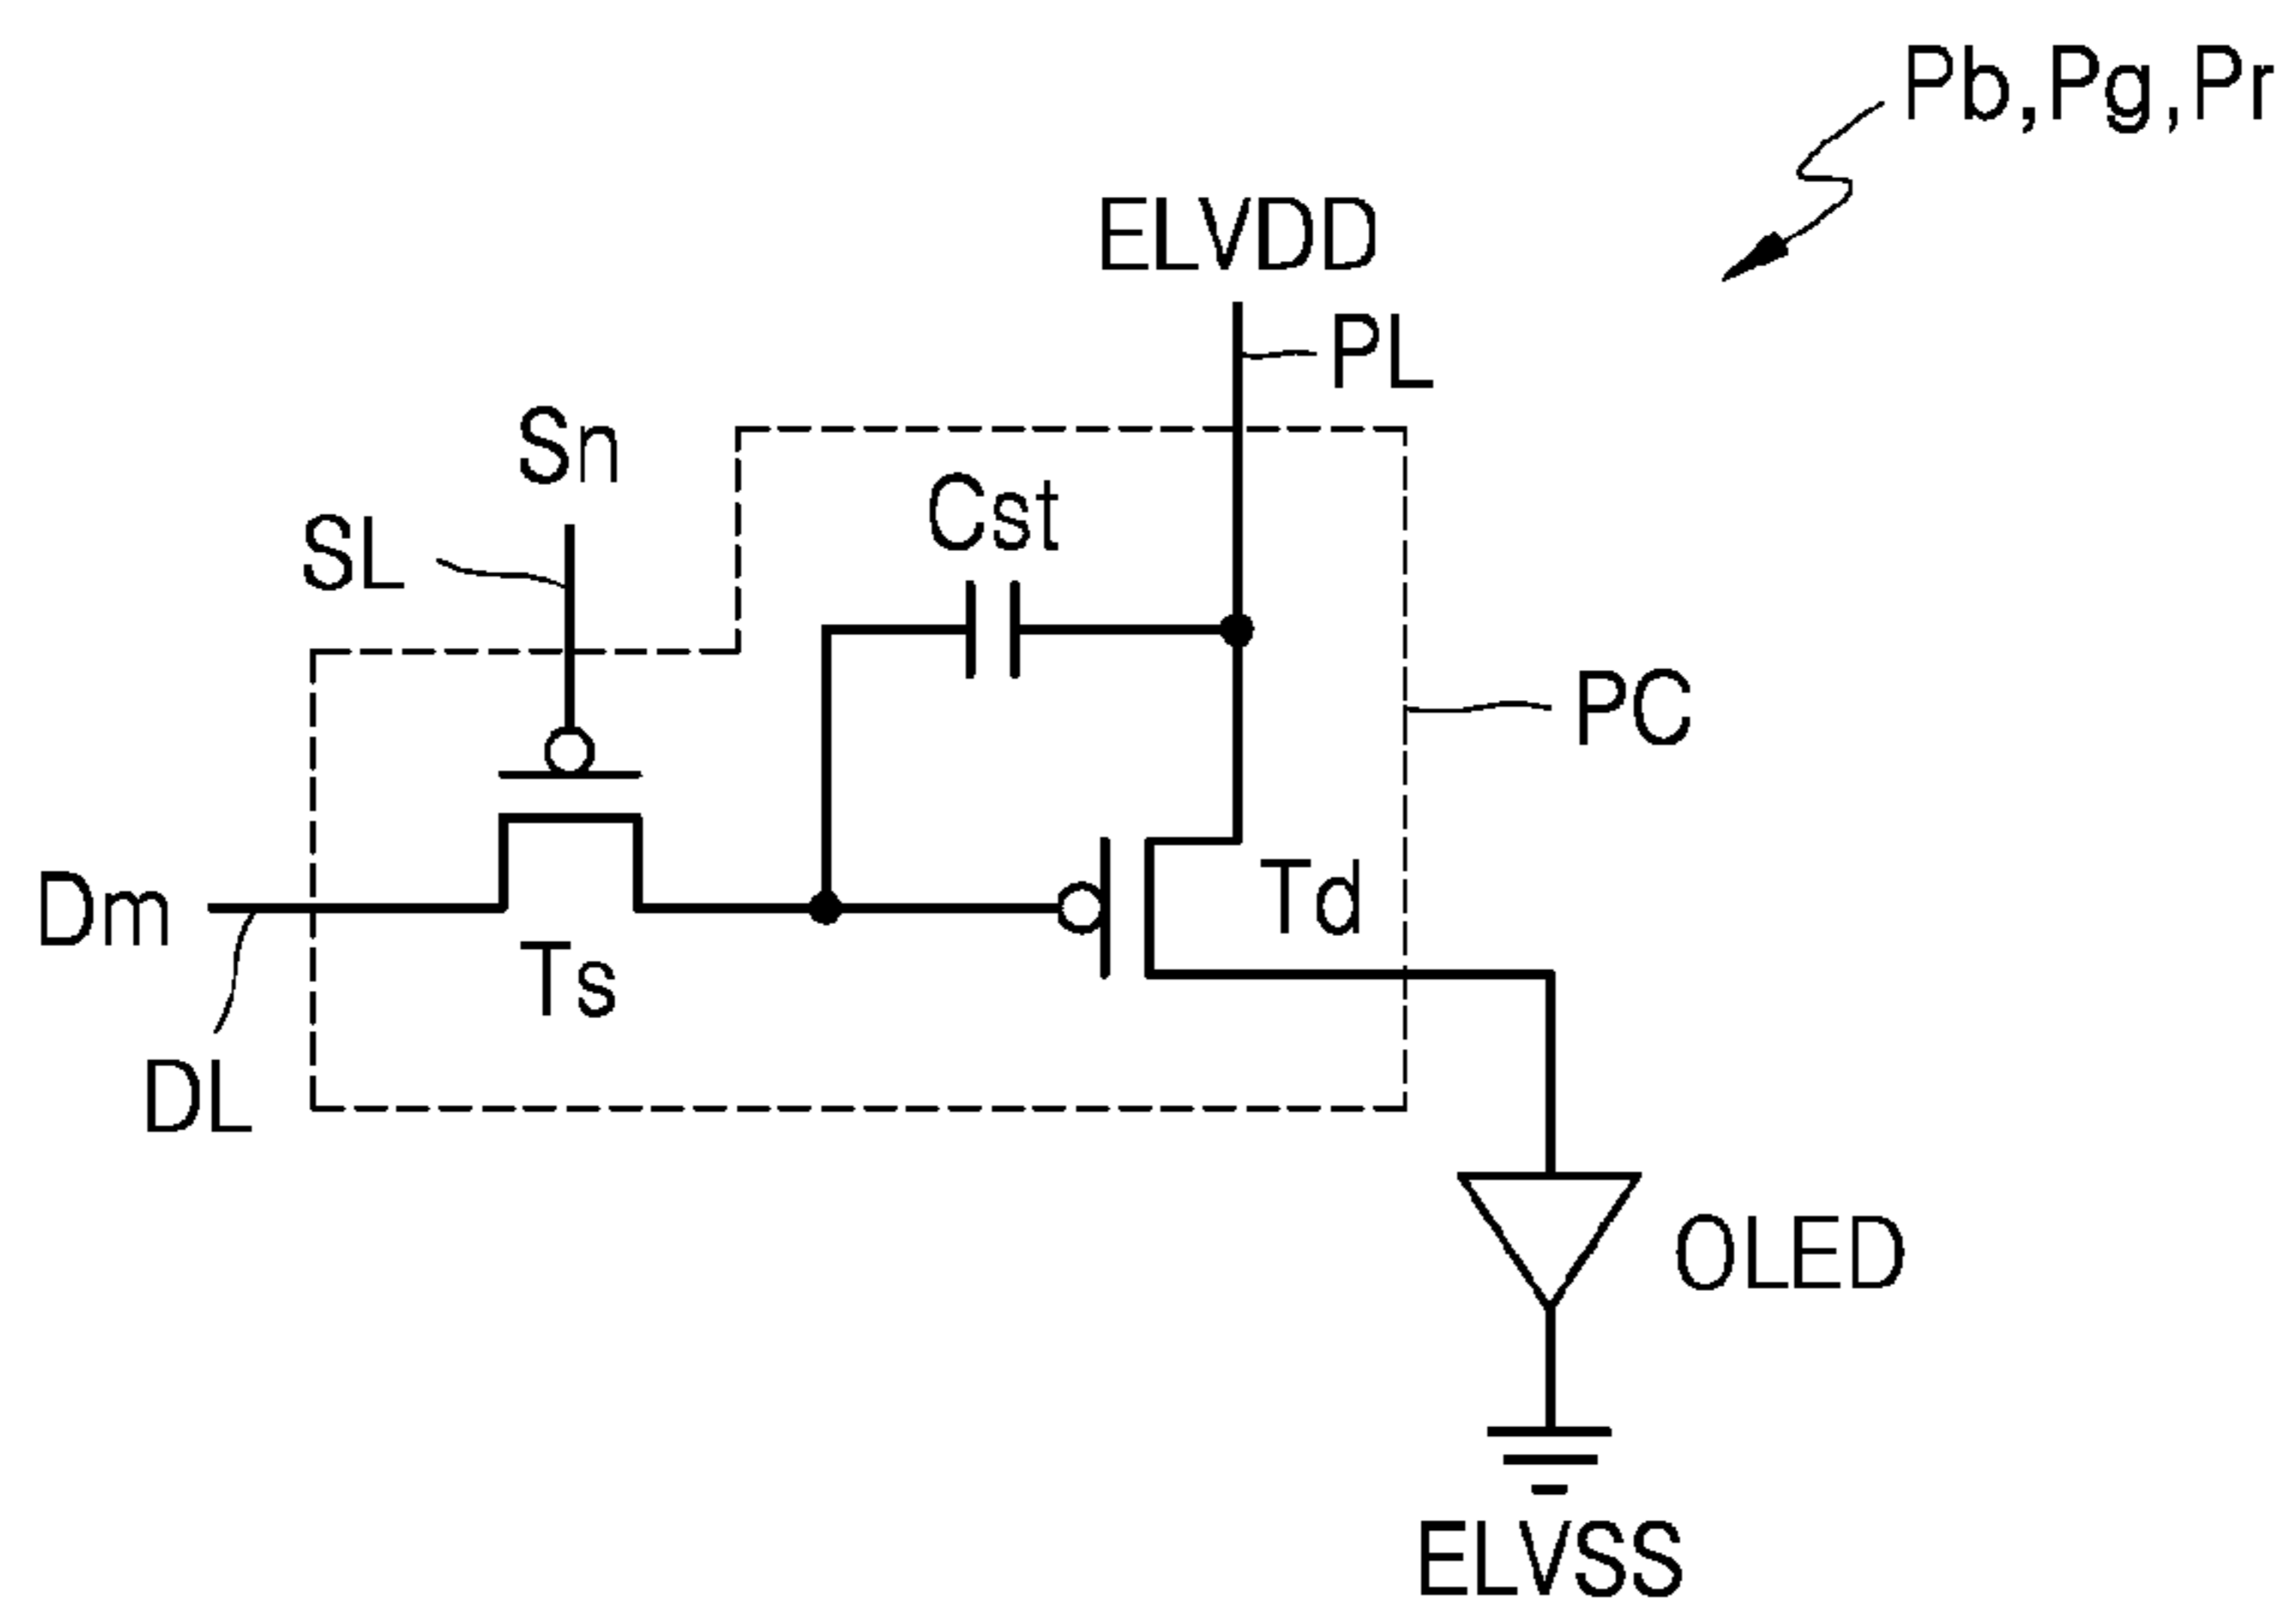 Pb,Pg,Pr
ELVDD
PL
Sn
Cst
SL
PC
Td
Dm
Ts
DL
OLED
ELVSS